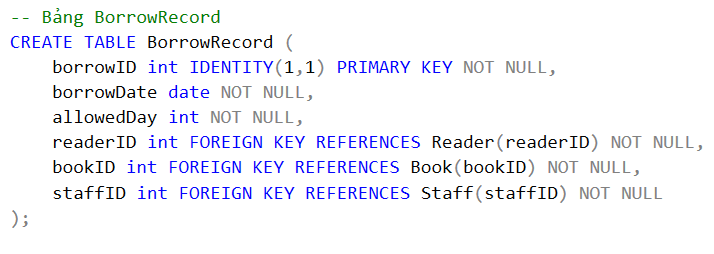 -- Bảng BorrowRecord
CREATE TABLE BorrowRecord (
    borrowID int IDENTITY(1,1) PRIMARY KEY NOT NULL,
    borrowDate date NOT NULL,
    allowedDay int NOT NULL,
    readerID int FOREIGN KEY REFERENCES Reader(readerID) NOT NULL,
    bookID int FOREIGN KEY REFERENCES Book(bookID) NOT NULL,
    staffID int FOREIGN KEY REFERENCES Staff(staffID) NOT NULL
);